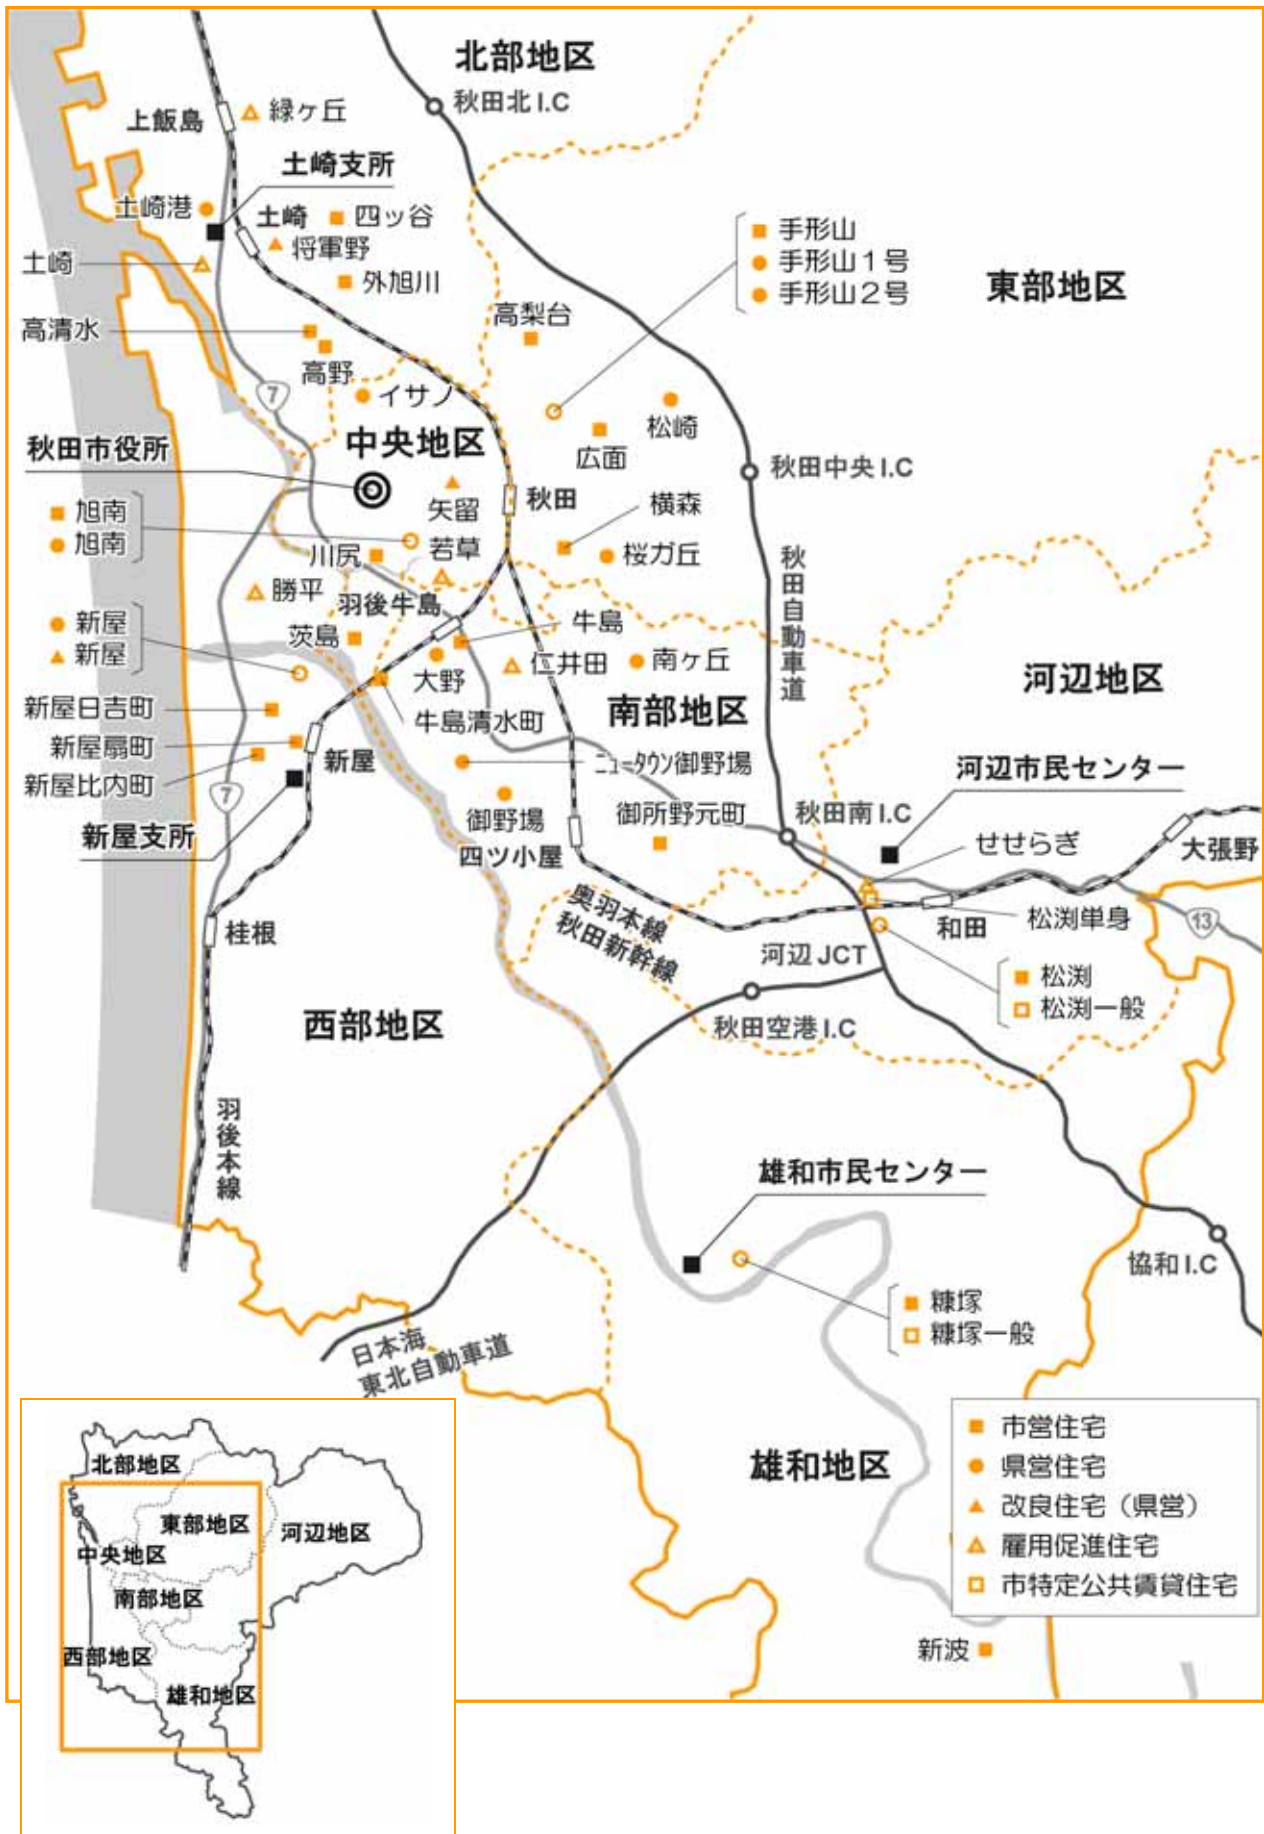 北部地区
秋田北I.C
上飯島
緑ヶ丘
土崎支所
土崎港
土崎
四ッ谷
将軍野
土崎
外旭川
手形山
手形山1号
手形山2号
東部地区
高梨台
高清水
高野
7
イサノ
松崎
中央地区
広面
秋田市役所
秋田中央I.C
矢留
秋田
横森
旭南
旭南
若草
川尻
桜ガ丘
秋田自動車道
勝平
羽後牛島
新屋
新屋
茨島
牛島
大野
仁井田
南ヶ丘
河辺地区
新屋日吉町
牛島清水町
南部地区
新屋扇町
新屋
ニュータウン御野場
河辺市民センター
新屋比内町
7
御野場
御所野元町
秋田南I.C
新屋支所
四ツ小屋
せせらぎ
大張野
奥羽本線
秋田新幹線
松渕単身
13
桂根
和田
河辺JCT
松渕
松渕一般
西部地区
秋田空港I.C
羽後本線
雄和市民センター
協和I.C
糠塚
糠塚一般
日本海
東北自動車道
雄和地区
市営住宅
県営住宅
改良住宅（県営）
雇用促進住宅
市特定公共賃貸住宅
新波
北部地区
東部地区
河辺地区
中央地区
南部地区
西部地区
雄和地区